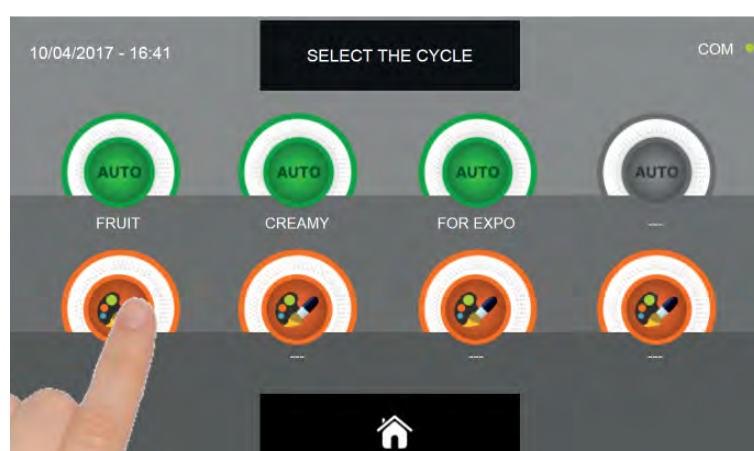 10/04/2017 - 16:41
SELECT THE CYCLE
COM
AUTO
AUTO
AUTO
AUTO
FRUIT
CREAMY
FOR EXPO
---
---
---
---